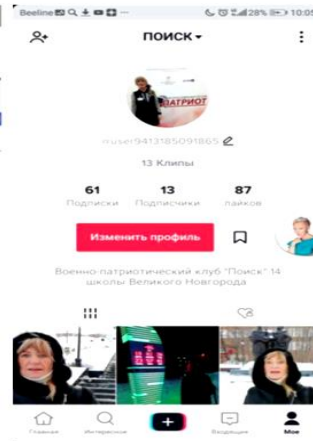 Beeline 28% 10:05
ПОИСК
ПАТРИОТ
@user9413185091865
13 Клипы
61 13 87
Подписки Подписчики лайков
Изменить профиль
Военно-патриотический клуб "Поиск" 14
школы Великого Новгорода
Главная Интересное Входящие Мое